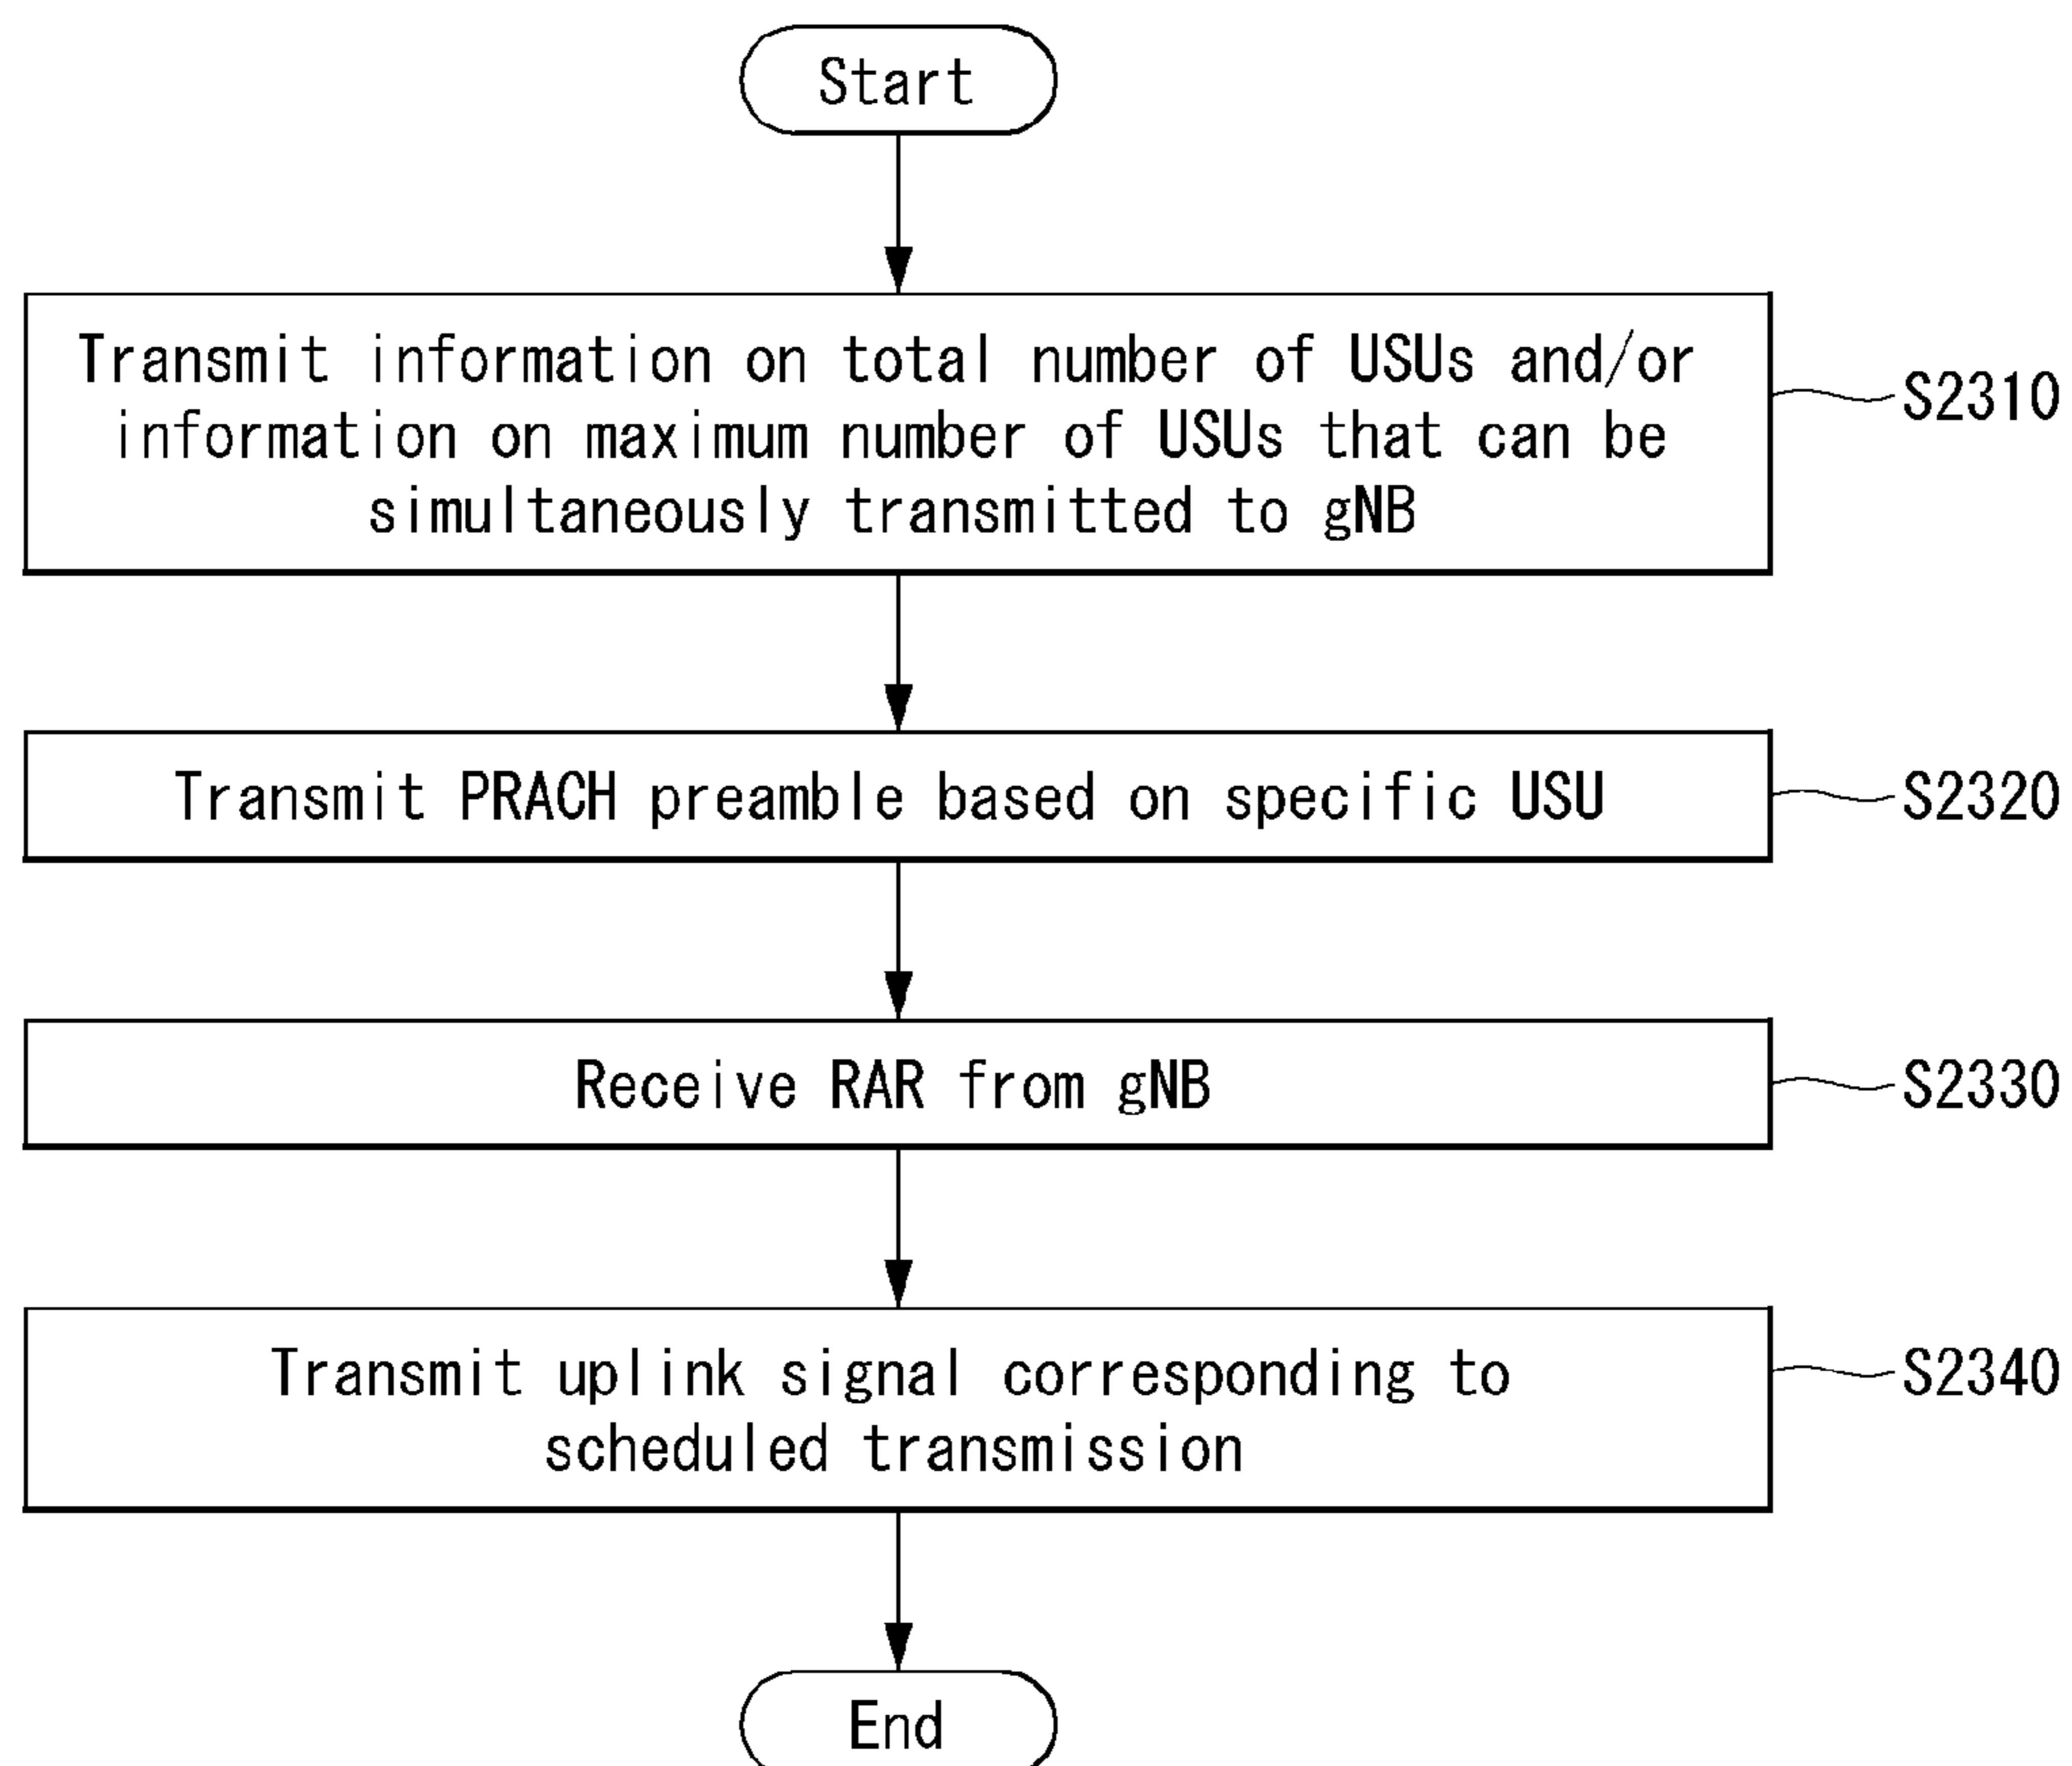 Start
Transmit information on total number of USUs and/or
information on maximum number of USUs that can be
simultaneously transmitted to gNB
S2310
Transmit PRACH preamble based on specific USU
S2320
Receive RAR from gNB
S2330
Transmit uplink signal corresponding to
scheduled transmission
S2340
End